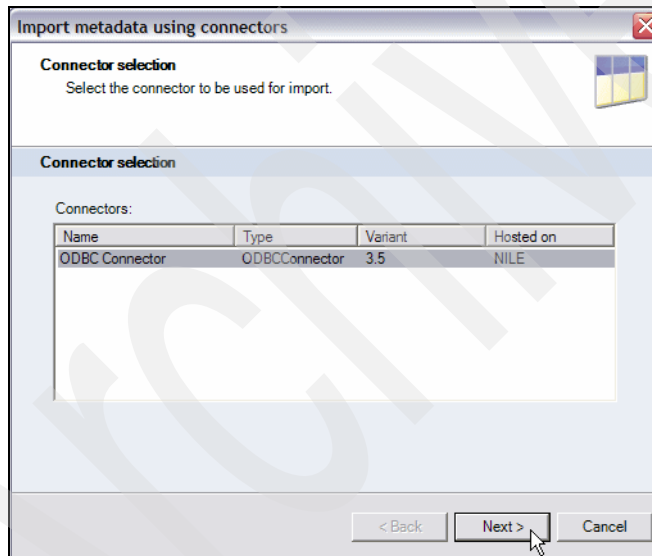 Import metadata using connectors
Connector selection
Select the connector to be used for import.
Connector selection
Connectors:
Name Type Variant Hosted on
ODBC Connector ODBCConnector 3.5 NILE
< Back Next > Cancel